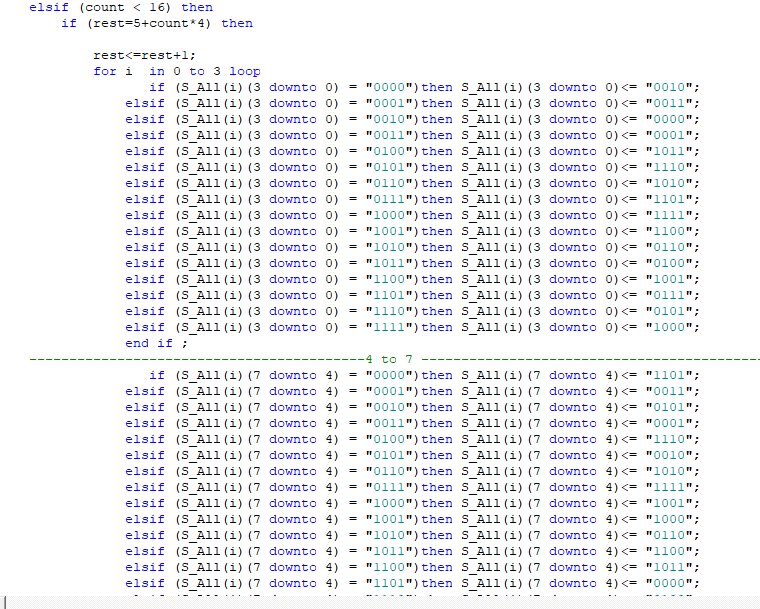 elsif (count < 16) then
if (rest=5+count*4) then
rest<=rest+1;
for i in 0 to 3 loop
if (S_All(i)(3 downto 0) = "0000")then S_All(i)(3 downto 0)<= "0010";
elsif (S_All(i)(3 downto 0) = "0001")then S_All(i)(3 downto 0)<= "0011";
elsif (S_All(i)(3 downto 0) = "0010")then S_All(i)(3 downto 0)<= "0000";
elsif (S_All(i)(3 downto 0) = "0011")then S_All(i)(3 downto 0)<= "0001";
elsif (S_All(i)(3 downto 0) = "0100")then S_All(i)(3 downto 0)<= "1011";
elsif (S_All(i)(3 downto 0) = "0101")then S_All(i)(3 downto 0)<= "1110";
elsif (S_All(i)(3 downto 0) = "0110")then S_All(i)(3 downto 0)<= "1010";
elsif (S_All(i)(3 downto 0) = "0111")then S_All(i)(3 downto 0)<= "1101";
elsif (S_All(i)(3 downto 0) = "1000")then S_All(i)(3 downto 0)<= "1111";
elsif (S_All(i)(3 downto 0) = "1001")then S_All(i)(3 downto 0)<= "1100";
elsif (S_All(i)(3 downto 0) = "1010")then S_All(i)(3 downto 0)<= "0110";
elsif (S_All(i)(3 downto 0) = "1011")then S_All(i)(3 downto 0)<= "0100";
elsif (S_All(i)(3 downto 0) = "1100")then S_All(i)(3 downto 0)<= "1001";
elsif (S_All(i)(3 downto 0) = "1101")then S_All(i)(3 downto 0)<= "0111";
elsif (S_All(i)(3 downto 0) = "1110")then S_All(i)(3 downto 0)<= "0101";
elsif (S_All(i)(3 downto 0) = "1111")then S_All(i)(3 downto 0)<= "1000";
end if ;
------------------------------------------4 to 7--------------------------------------------
if (S_All(i)(7 downto 4) = "0000")then S_All(i)(7 downto 4)<= "1101";
elsif (S_All(i)(7 downto 4) = "0001")then S_All(i)(7 downto 4)<= "0011";
elsif (S_All(i)(7 downto 4) = "0010")then S_All(i)(7 downto 4)<= "0101";
elsif (S_All(i)(7 downto 4) = "0011")then S_All(i)(7 downto 4)<= "0001";
elsif (S_All(i)(7 downto 4) = "0100")then S_All(i)(7 downto 4)<= "1110";
elsif (S_All(i)(7 downto 4) = "0101")then S_All(i)(7 downto 4)<= "0010";
elsif (S_All(i)(7 downto 4) = "0110")then S_All(i)(7 downto 4)<= "1010";
elsif (S_All(i)(7 downto 4) = "0111")then S_All(i)(7 downto 4)<= "1111";
elsif (S_All(i)(7 downto 4) = "1000")then S_All(i)(7 downto 4)<= "1001";
elsif (S_All(i)(7 downto 4) = "1001")then S_All(i)(7 downto 4)<= "1000";
elsif (S_All(i)(7 downto 4) = "1010")then S_All(i)(7 downto 4)<= "0110";
elsif (S_All(i)(7 downto 4) = "1011")then S_All(i)(7 downto 4)<= "1100";
elsif (S_All(i)(7 downto 4) = "1100")then S_All(i)(7 downto 4)<= "1011";
elsif (S_All(i)(7 downto 4) = "1101")then S_All(i)(7 downto 4)<= "0000";